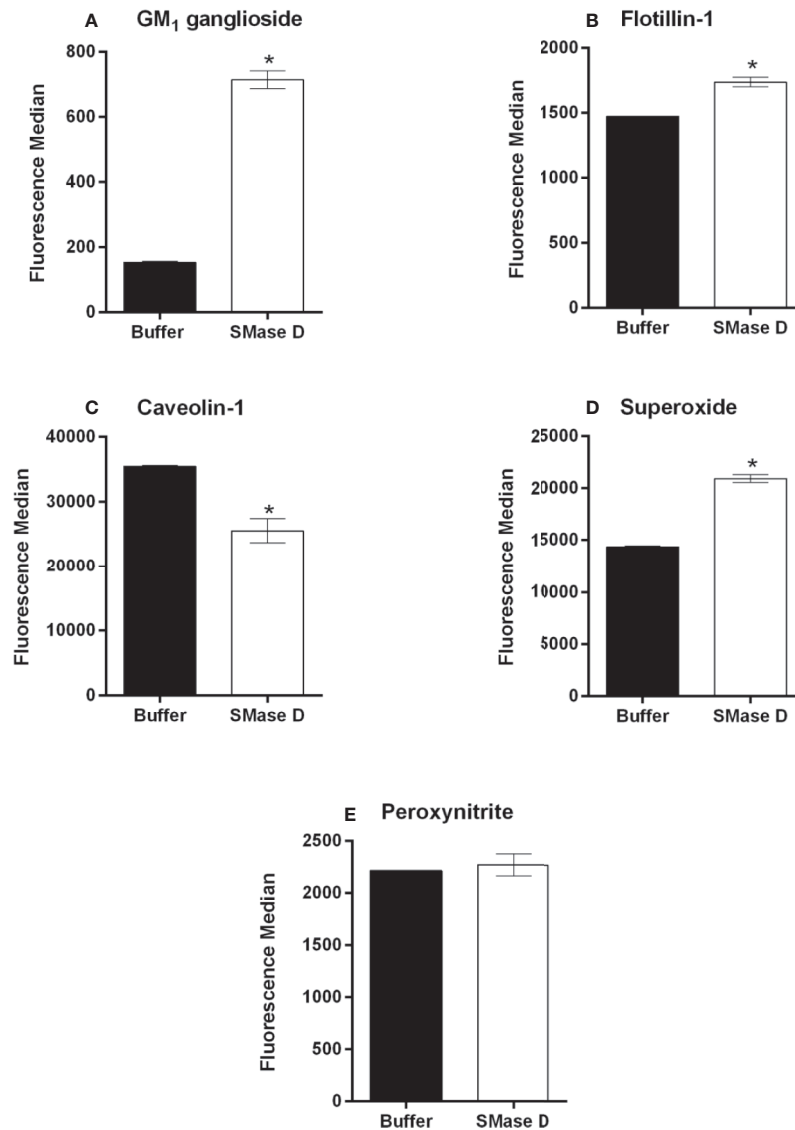 A GM₁ ganglioside
Fluorescence Median
800
600
400
200
0
*
Buffer SMase D
B Flotillin-1
Fluorescence Median
2000
1500
1000
500
0
*
Buffer SMase D
C Caveolin-1
Fluorescence Median
40000
30000
20000
10000
0
*
Buffer SMase D
D Superoxide
Fluorescence Median
25000
20000
15000
10000
5000
0
*
Buffer SMase D
E Peroxynitrite
Fluorescence Median
2500
2000
1500
1000
500
0
Buffer SMase D